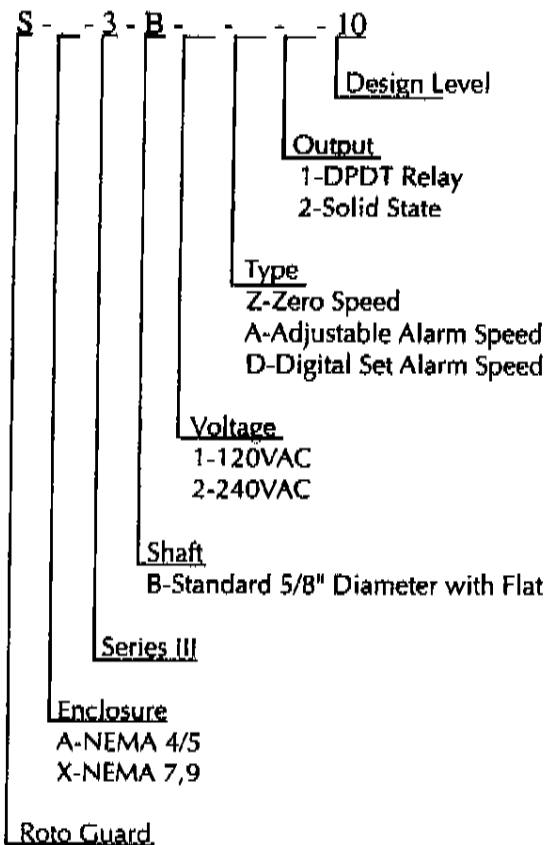 S - _ - 3 - B - _ - _ - _ - 10
Design Level
Output
1-DPDT Relay
2-Solid State
Type
Z-Zero Speed
A-Adjustable Alarm Speed
D-Digital Set Alarm Speed
Voltage
1-120VAC
2-240VAC
Shaft
B-Standard 5/8" Diameter with Flat
Series III
Enclosure
A-NEMA 4/5
X-NEMA 7,9
Roto Guard